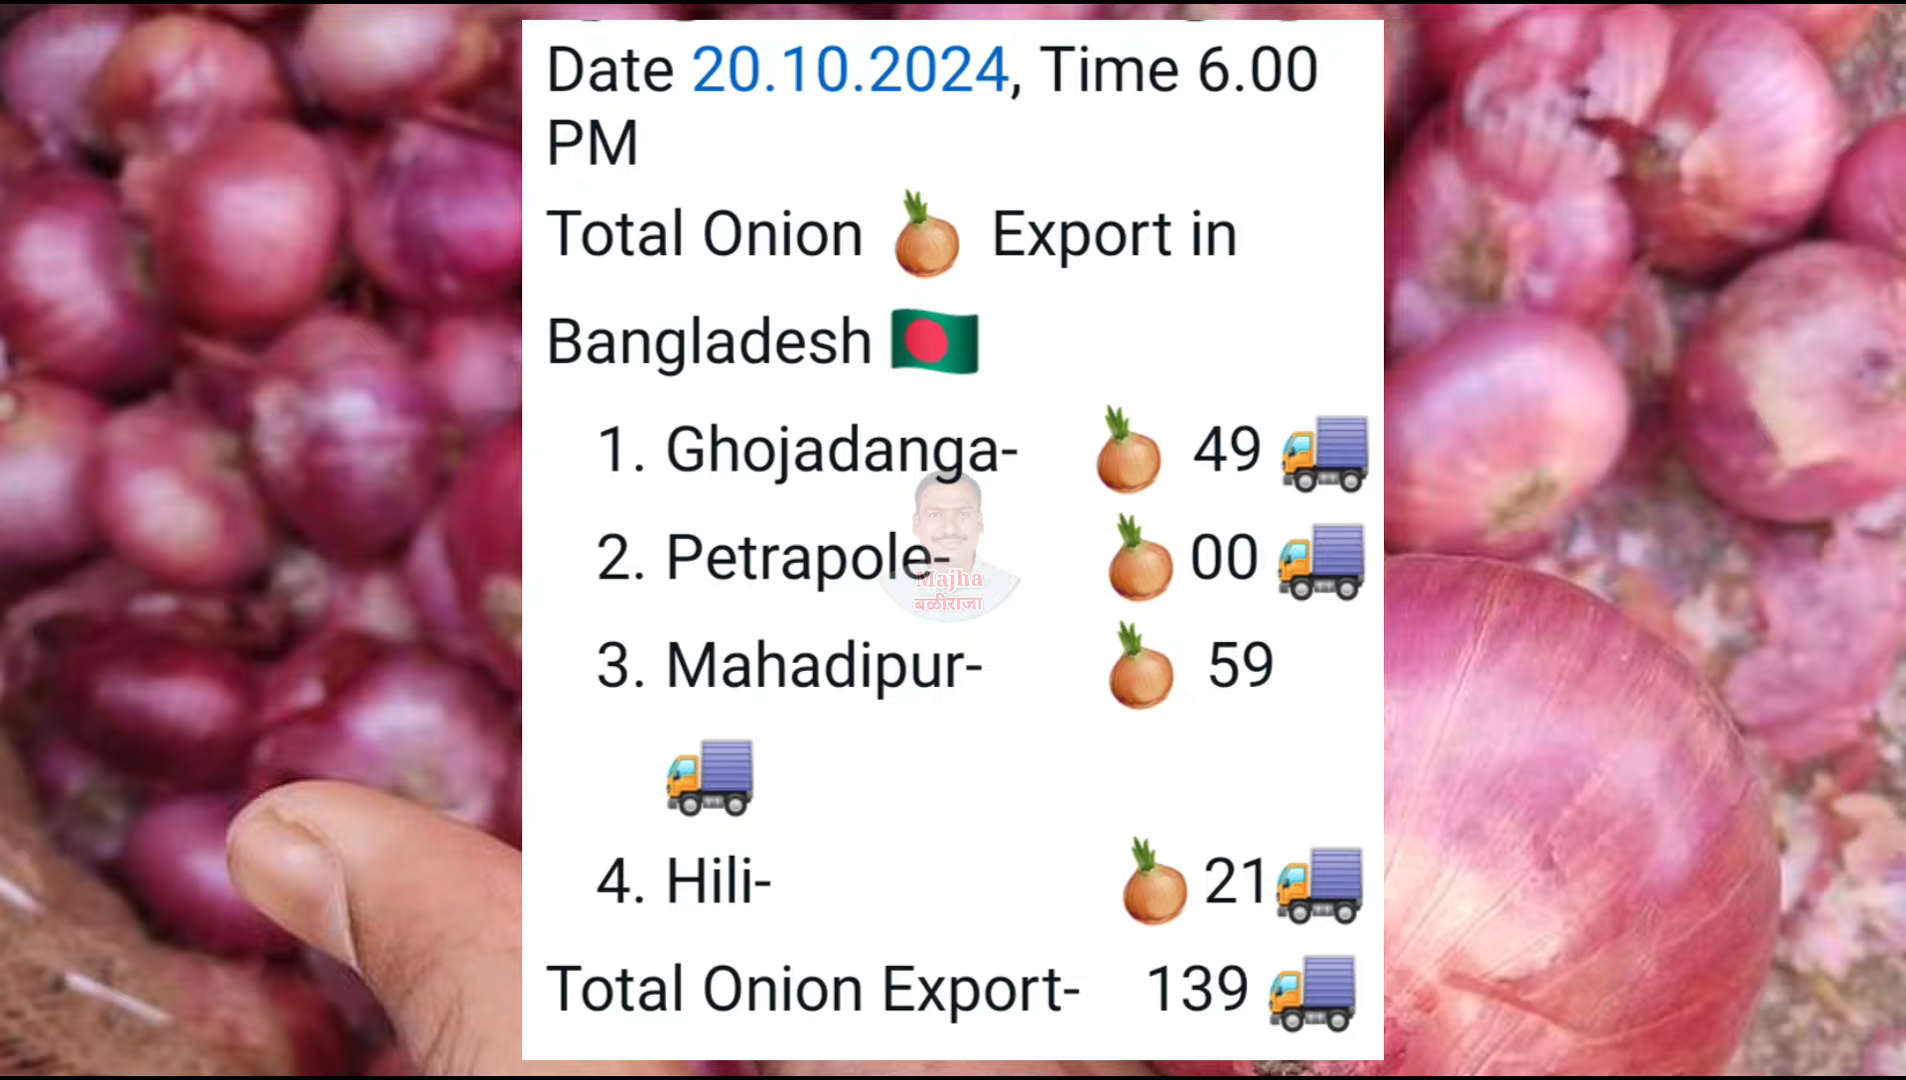 Date 20.10.2024, Time 6.00
PM
Total Onion 🧅 Export in
Bangladesh 🇧🇩
1. Ghojadanga- 🧅 49 🚚
2. Petrapole- 🧅 00 🚚
3. Mahadipur- 🧅 59
🚚
4. Hili- 🧅 21🚚
Total Onion Export- 139 🚚
Majha
बळीराजा